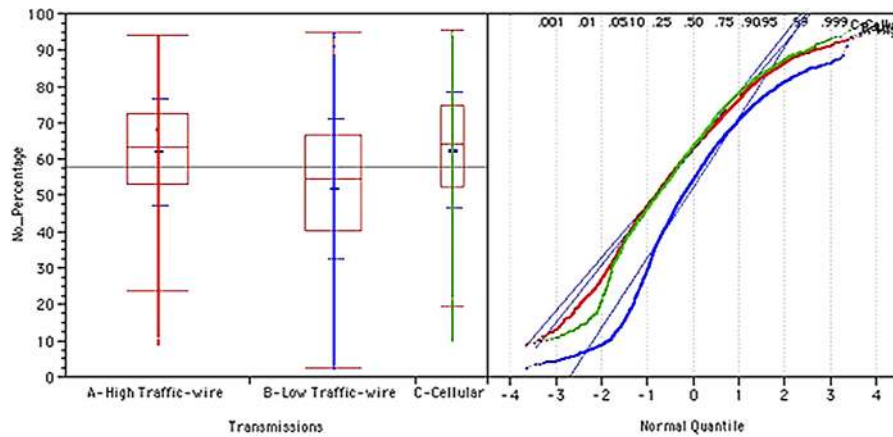 100
90
80
70
60
50
40
30
20
10
0
No_Percentage
A-High Traffic-wire B-Low Traffic-wire C-Cellular
Transmissions
.001 .01 .05.10 .25 .50 .75 .90.95 .999
-4 -3 -2 -1 0 1 2 3 4
Normal Quantile